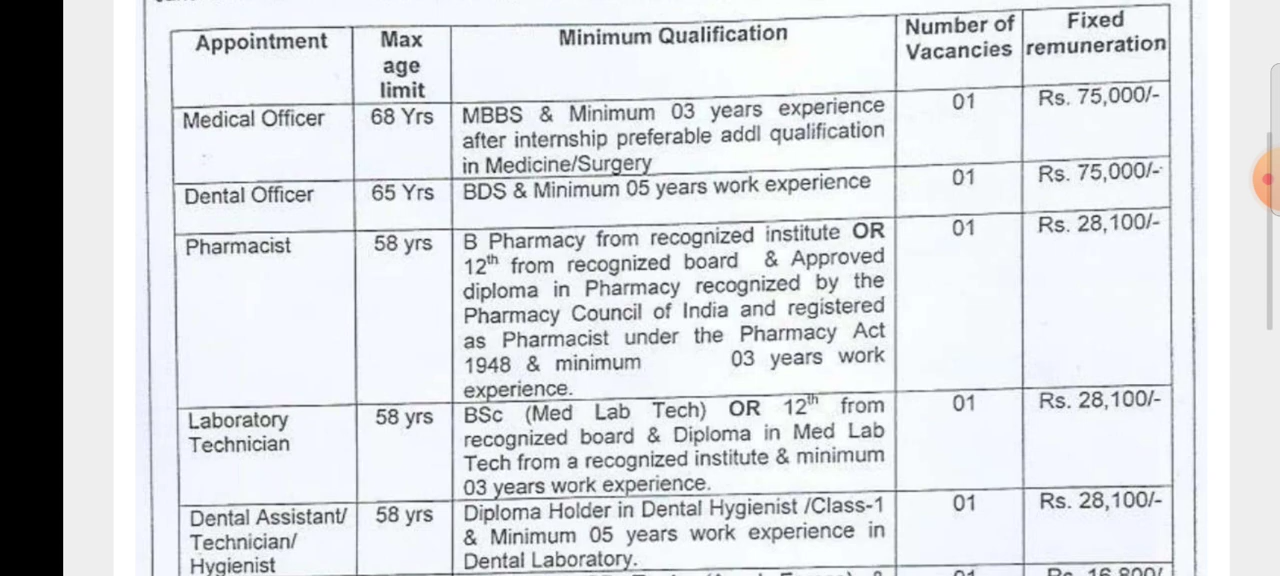 Appointment
Max
age
limit
Minimum Qualification
Number of
Vacancies
Fixed
remuneration
Medical Officer
68 Yrs
MBBS & Minimum 03 years experience
after internship preferable addl qualification
in Medicine/Surgery
01
Rs. 75,000/-
Dental Officer
65 Yrs
BDS & Minimum 05 years work experience
01
Rs. 75,000/-
Pharmacist
58 yrs
B Pharmacy from recognized institute OR
12th from recognized board & Approved
diploma in Pharmacy recognized by the
Pharmacy Council of India and registered
as Pharmacist under the Pharmacy Act
1948 & minimum 03 years work
experience.
01
Rs. 28,100/-
Laboratory
Technician
58 yrs
BSc (Med Lab Tech) OR 12th from
recognized board & Diploma in Med Lab
Tech from a recognized institute & minimum
03 years work experience.
01
Rs. 28,100/-
Dental Assistant/
Technician/
Hygienist
58 yrs
Diploma Holder in Dental Hygienist /Class-1
& Minimum 05 years work experience in
Dental Laboratory.
01
Rs. 28,100/-
01
Rs. 16,800/